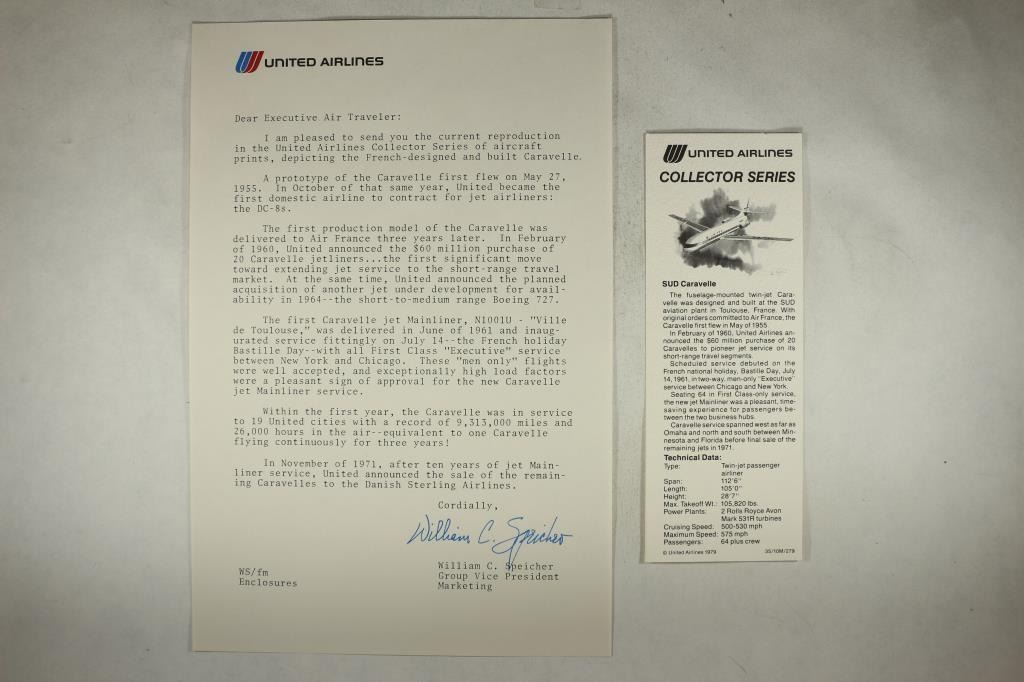 UNITED AIRLINES
Dear Executive Air Traveler:
I am pleased to send you the current reproduction
in the United Airlines Collector Series of aircraft
prints, depicting the French-designed and built Caravelle.
A prototype of the Caravelle first flew on May 27,
1955. In October of that same year, United became the
first domestic airline to contract for jet airliners:
the DC-8s.
The first production model of the Caravelle was
delivered to Air France three years later. In February
of 1960, United announced the $60 million purchase of
20 Caravelle jetliners...the first significant move
toward extending jet service to the short-range travel
market. At the same time, United announced the planned
acquisition of another jet under development for avail-
ability in 1964--the short-to-medium range Boeing 727.
The first Caravelle jet Mainliner, N1001U - "Ville
de Toulouse," was delivered in June of 1961 and inaug-
urated service fittingly on July 14--the French holiday
Bastille Day--with all First Class "Executive" service
between New York and Chicago. These "men only" flights
were well accepted, and exceptionally high load factors
were a pleasant sign of approval for the new Caravelle
jet Mainliner service.
Within the first year, the Caravelle was in service
to 19 United cities with a record of 9,313,000 miles and
26,000 hours in the air--equivalent to one Caravelle
flying continuously for three years!
In November of 1971, after ten years of jet Main-
liner service, United announced the sale of the remain-
ing Caravelles to the Danish Sterling Airlines.
Cordially,
William C. Speicher
William C. Speicher
Group Vice President
Marketing
WS/fm
Enclosures
UNITED AIRLINES
COLLECTOR SERIES
SUD Caravelle
The fuselage-mounted twin-jet Cara-
velle was designed and built at the SUD
aviation plant in Toulouse, France. With
original orders committed to Air France, the
Caravelle first flew in May of 1955.
In February of 1960, United Airlines an-
nounced the $60 million purchase of 20
Caravelles to pioneer jet service on its
short-range travel segments.
Scheduled service debuted on the
French national holiday, Bastille Day, July
14, 1961, in two-way, men-only "Executive"
service between Chicago and New York.
Seating 64 in First Class-only service,
the new jet Mainliner was a pleasant, time-
saving experience for passengers be-
tween the two business hubs.
Caravelle service spanned west as far as
Omaha and north and south between Min-
nesota and Florida before final sale of the
remaining jets in 1971.
Technical Data:
Type: Twin-jet passenger
airliner
Span: 112'6"
Length: 105'0"
Height: 28'7"
Max. Takeoff Wt.: 105,820 lbs.
Power Plants: 2 Rolls Royce Avon
Mark 531R turbines
Cruising Speed: 500-530 mph
Maximum Speed: 575 mph
Passengers: 64 plus crew
© United Airlines 1979 35/10M/279